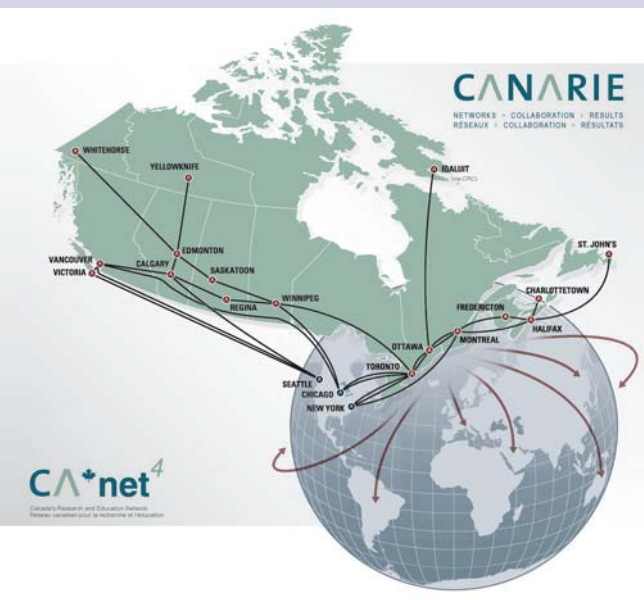 CANARIE
NETWORKS > COLLABORATION > RESULTS
RÉSEAUX > COLLABORATION > RÉSULTATS
WHITEHORSE
YELLOWKNIFE
IQALUIT
ST. JOHN'S
EDMONTON
VANCOUVER
CALGARY
SASKATOON
VICTORIA
CHARLOTTETOWN
WINNIPEG
REGINA
FREDERICTON
HALIFAX
OTTAWA
MONTREAL
TORONTO
SEATTLE
CHICAGO
NEW YORK
CA*net 4
Canada's Research and Education Network
Réseau canadien pour la recherche et l'éducation